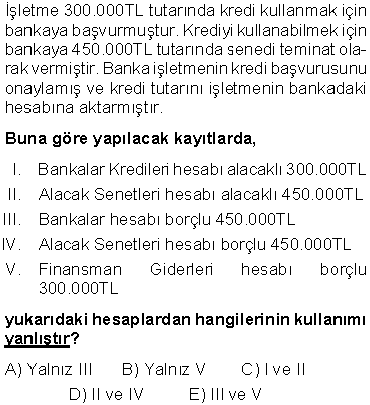 İşletme 300.000TL tutarında kredi kullanmak için
bankaya başvurmuştur. Krediyi kullanabilmek için
bankaya 450.000TL tutarında senedi teminat ola-
rak vermiştir. Banka işletmenin kredi başvurusunu
onaylamış ve kredi tutarını işletmenin bankadaki
hesabına aktarmıştır.
Buna göre yapılacak kayıtlarda,
I. Bankalar Kredileri hesabı alacaklı 300.000TL
II. Alacak Senetleri hesabı alacaklı 450.000TL
III. Bankalar hesabı borçlu 450.000TL
IV. Alacak Senetleri hesabı borçlu 450.000TL
V. Finansman Giderleri hesabı borçlu
300.000TL
yukarıdaki hesaplardan hangilerinin kullanımı
yanlıştır?
A) Yalnız III B) Yalnız V C) I ve II
D) II ve IV E) III ve V